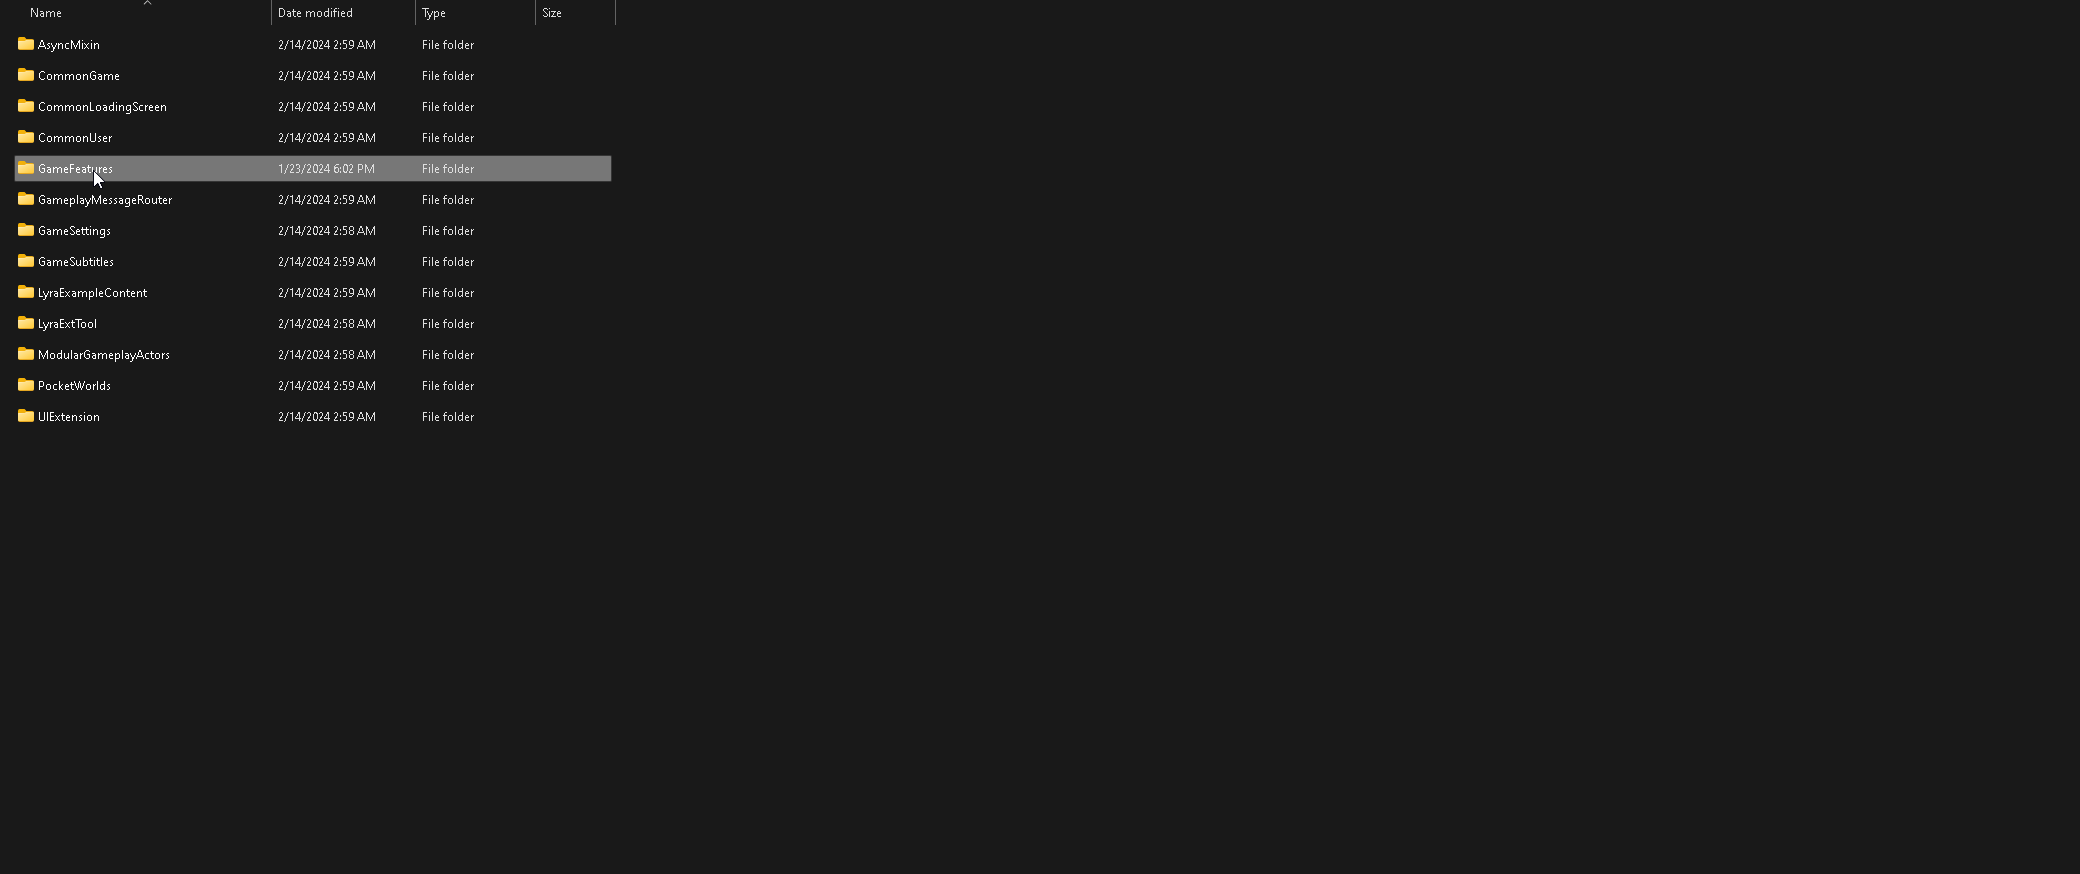 Name Date modified Type Size
AsyncMixin 2/14/2024 2:59 AM File folder
CommonGame 2/14/2024 2:59 AM File folder
CommonLoadingScreen 2/14/2024 2:59 AM File folder
CommonUser 2/14/2024 2:59 AM File folder
GameFeatures 1/23/2024 6:02 PM File folder
GameplayMessageRouter 2/14/2024 2:59 AM File folder
GameSettings 2/14/2024 2:58 AM File folder
GameSubtitles 2/14/2024 2:59 AM File folder
LyraExampleContent 2/14/2024 2:59 AM File folder
LyraExtTool 2/14/2024 2:58 AM File folder
ModularGameplayActors 2/14/2024 2:58 AM File folder
PocketWorlds 2/14/2024 2:59 AM File folder
UIExtension 2/14/2024 2:59 AM File folder